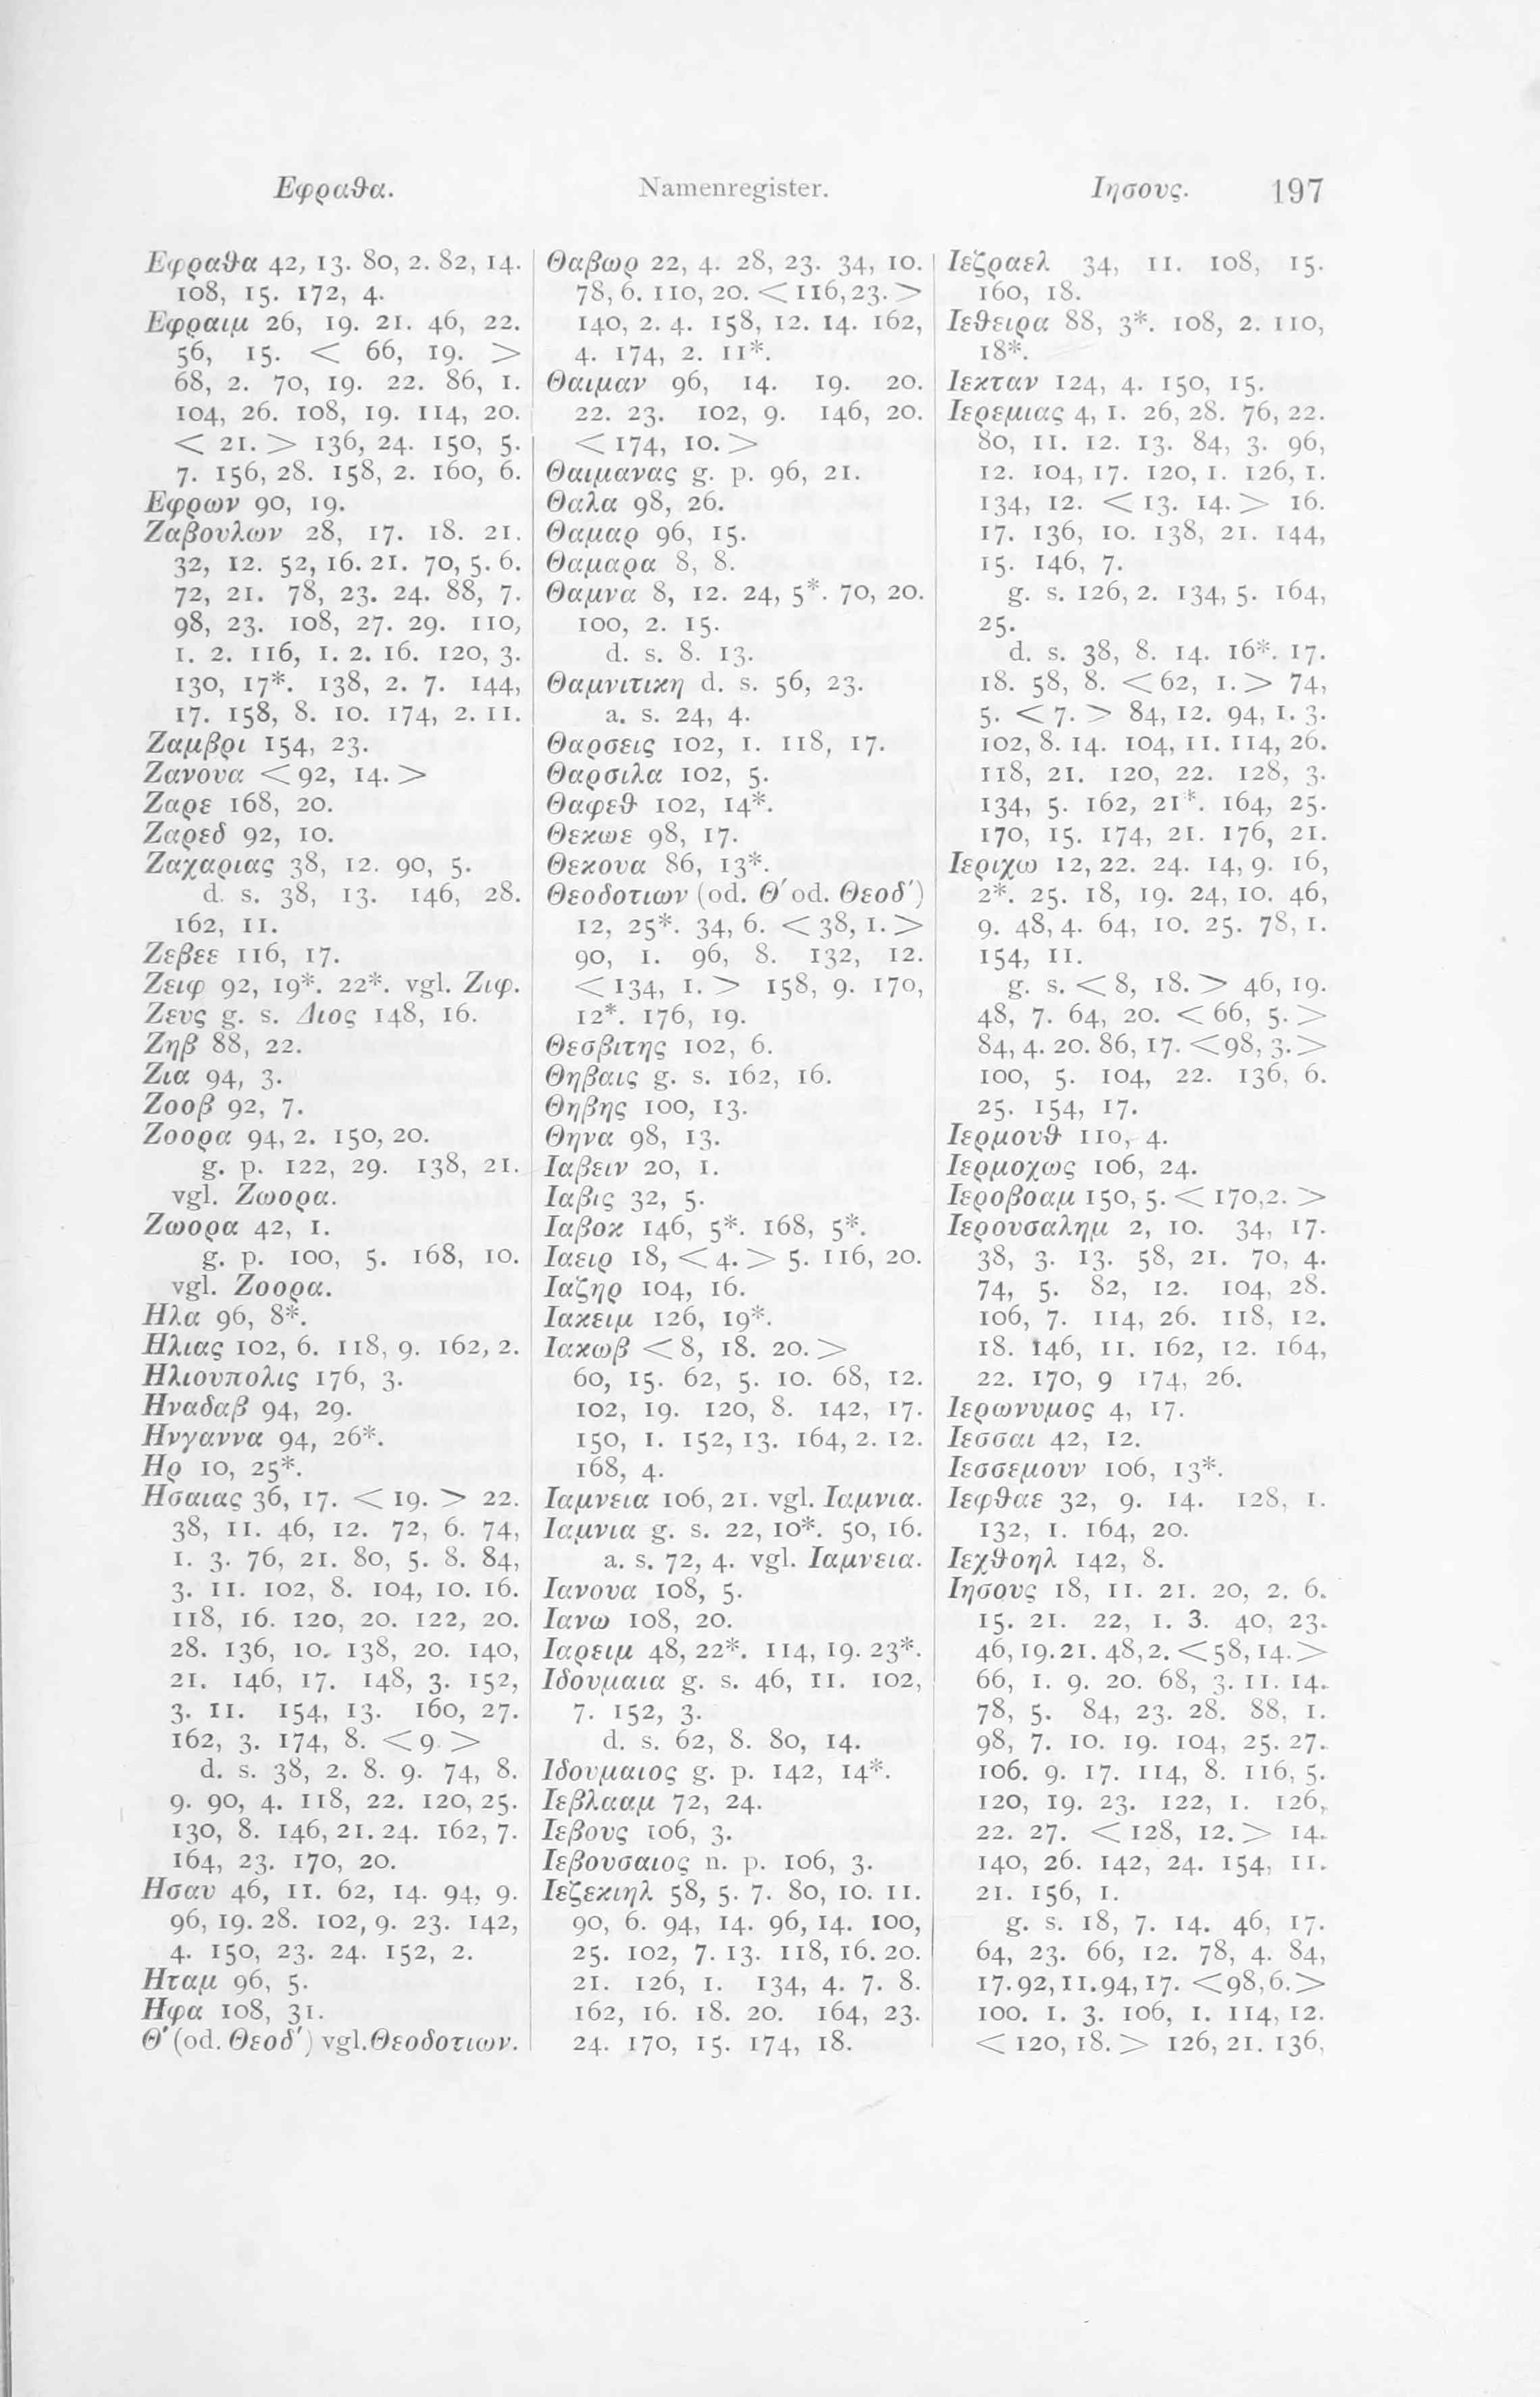 Εφραθα. Namenregister. Ιησους. 197
Εφραθα 42, 13. 80, 2. 82, 14.
108, 15. 172, 4.
Εφραιμ 26, 19. 21. 46, 22.
56, 15. < 66, 19. >
68, 2. 70, 19. 22. 86, 1.
104, 26. 108, 19. 114, 20.
< 21. > 136, 24. 150, 5.
7. 156, 28. 158, 2. 160, 6.
Εφρων 90, 19.
Ζαβουλων 28, 17. 18. 21.
32, 12. 52, 16. 21. 70, 5. 6.
72, 21. 78, 23. 24. 88, 7.
98, 23. 108, 27. 29. 110,
1. 2. 116, 1. 2. 16. 120, 3.
130, 17*. 138, 2. 7. 144,
17. 158, 8. 10. 174, 2. 11.
Ζαμβρι 154, 23.
Ζανουα < 92, 14. >
Ζαρε 168, 20.
Ζαρεδ 92, 10.
Ζαχαριας 38, 12. 90, 5.
d. s. 38, 13. 146, 28.
162, 11.
Ζεβεε 116, 17.
Ζειφ 92, 19*. 22*. vgl. Ζιφ.
Ζευς g. s. Διος 148, 16.
Ζηβ 88, 22.
Ζια 94, 3.
Ζοοβ 92, 7.
Ζοορα 94, 2. 150, 20.
g. p. 122, 29. 138, 21.
vgl. Ζωορα.
Ζωορα 42, 1.
g. p. 100, 5. 168, 10.
vgl. Ζοορα.
Ηλα 96, 8*.
Ηλιας 102, 6. 118, 9. 162, 2.
Ηλιουπολις 176, 3.
Ηναδαβ 94, 29.
Ηνγαννα 94, 26*.
Ηρ 10, 25*.
Ησαιας 36, 17. < 19. > 22.
38, 11. 46, 12. 72, 6. 74,
1. 3. 76, 21. 80, 5. 8. 84,
3. 11. 102, 8. 104, 10. 16.
118, 16. 120, 20. 122, 20.
28. 136, 10. 138, 20. 140,
21. 146, 17. 148, 3. 152,
3. 11. 154, 13. 160, 27.
162, 3. 174, 8. < 9. >
d. s. 38, 2. 8. 9. 74, 8.
9. 90, 4. 118, 22. 120, 25.
130, 8. 146, 21. 24. 162, 7.
164, 23. 170, 20.
Ησαυ 46, 11. 62, 14. 94, 9.
96, 19. 28. 102, 9. 23. 142,
4. 150, 23. 24. 152, 2.
Ηταμ 96, 5.
Ηφα 108, 31.
Θ' (od. Θεοδ') vgl. Θεοδοτιων.
Θαβωρ 22, 4. 28, 23. 34, 10.
78, 6. 110, 20. < 116, 23. >
140, 2. 4. 158, 12. 14. 162,
4. 174, 2. 11*.
Θαιμαν 96, 14. 19. 20.
22. 23. 102, 9. 146, 20.
< 174, 10. >
Θαιμανας g. p. 96, 21.
Θαλα 98, 26.
Θαμαρ 96, 15.
Θαμαρα 8, 8.
Θαμνα 8, 12. 24, 5*. 70, 20.
100, 2. 15.
d. s. 8. 13.
Θαμνιτικη d. s. 56, 23.
a. s. 24, 4.
Θαρσεις 102, 1. 118, 17.
Θαρσιλα 102, 5.
Θαφεθ 102, 14*.
Θεκωε 98, 17.
Θεκουα 86, 13*.
Θεοδοτιων (od. Θ' od. Θεοδ')
12, 25*. 34, 6. < 38, 1. >
90, 1. 96, 8. 132, 12.
< 134, 1. > 158, 9. 170,
12*. 176, 19.
Θεσβιτης 102, 6.
Θηβαις g. s. 162, 16.
Θηβης 100, 13.
Θηνα 98, 13.
Ιαβειν 20, 1.
Ιαβις 32, 5.
Ιαβοκ 146, 5*. 168, 5*.
Ιαειρ 18, < 4. > 5. 116, 20.
Ιαζηρ 104, 16.
Ιακειμ 126, 19*.
Ιακωβ < 8, 18. 20. >
60, 15. 62, 5. 10. 68, 12.
102, 19. 120, 8. 142, 17.
150, 1. 152, 13. 164, 2. 12.
168, 4.
Ιαμνεια 106, 21. vgl. Ιαμνια.
Ιαμνια g. s. 22, 10*. 50, 16.
a. s. 72, 4. vgl. Ιαμνεια.
Ιανουα 108, 5.
Ιανω 108, 20.
Ιαρειμ 48, 22*. 114, 19. 23*.
Ιδουμαια g. s. 46, 11. 102,
7. 152, 3.
d. s. 62, 8. 80, 14.
Ιδουμαιος g. p. 142, 14*.
Ιεβλααμ 72, 24.
Ιεβους 106, 3.
Ιεβουσαιος n. p. 106, 3.
Ιεζεκιηλ 58, 5. 7. 80, 10. 11.
90, 6. 94, 14. 96, 14. 100,
25. 102, 7. 13. 118, 16. 20.
21. 126, 1. 134, 4. 7. 8.
162, 16. 18. 20. 164, 23.
24. 170, 15. 174, 18.
Ιεζραελ 34, 11. 108, 15.
160, 18.
Ιεθειρα 88, 3*. 108, 2. 110,
18*.
Ιεκταν 124, 4. 150, 15.
Ιερεμιας 4, 1. 26, 28. 76, 22.
80, 11. 12. 13. 84, 3. 96,
12. 104, 17. 120, 1. 126, 1.
134, 12. < 13. 14. > 16.
17. 136, 10. 138, 21. 144,
15. 146, 7.
g. s. 126, 2. 134, 5. 164,
25.
d. s. 38, 8. 14. 16*. 17.
18. 58, 8. < 62, 1. > 74,
5. < 7. > 84, 12. 94, 1. 3.
102, 8. 14. 104, 11. 114, 26.
118, 21. 120, 22. 128, 3.
134, 5. 162, 21*. 164, 25.
170, 15. 174, 21. 176, 21.
Ιεριχω 12, 22. 24. 14, 9. 16,
2*. 25. 18, 19. 24, 10. 46,
9. 48, 4. 64, 10. 25. 78, 1.
154, 11.
g. s. < 8, 18. > 46, 19.
48, 7. 64, 20. < 66, 5. >
84, 4. 20. 86, 17. < 98, 3. >
100, 5. 104, 22. 136, 6.
25. 154, 17.
Ιερμουθ 110, 4.
Ιερμοχως 106, 24.
Ιεροβοαμ 150, 5. < 170, 2. >
Ιερουσαλημ 2, 10. 34, 17.
38, 3. 13. 58, 21. 70, 4.
74, 5. 82, 12. 104, 28.
106, 7. 114, 26. 118, 12.
18. 146, 11. 162, 12. 164,
22. 170, 9 174, 26.
Ιερωνυμος 4, 17.
Ιεσσαι 42, 12.
Ιεσσεμουν 106, 13*.
Ιεφθαε 32, 9. 14. 128, 1.
132, 1. 164, 20.
Ιεχθοηλ 142, 8.
Ιησους 18, 11. 21. 20, 2. 6.
15. 21. 22, 1. 3. 40, 23.
46, 19. 21. 48, 2. < 58, 14. >
66, 1. 9. 20. 68, 3. 11. 14.
78, 5. 84, 23. 28. 88, 1.
98, 7. 10. 19. 104, 25. 27.
106. 9. 17. 114, 8. 116, 5.
120, 19. 23. 122, 1. 126,
22. 27. < 128, 12. > 14.
140, 26. 142, 24. 154, 11.
21. 156, 1.
g. s. 18, 7. 14. 46, 17.
64, 23. 66, 12. 78, 4. 84,
17. 92, 11. 94, 17. < 98, 6. >
100. 1. 3. 106, 1. 114, 12.
< 120, 18. > 126, 21. 136,